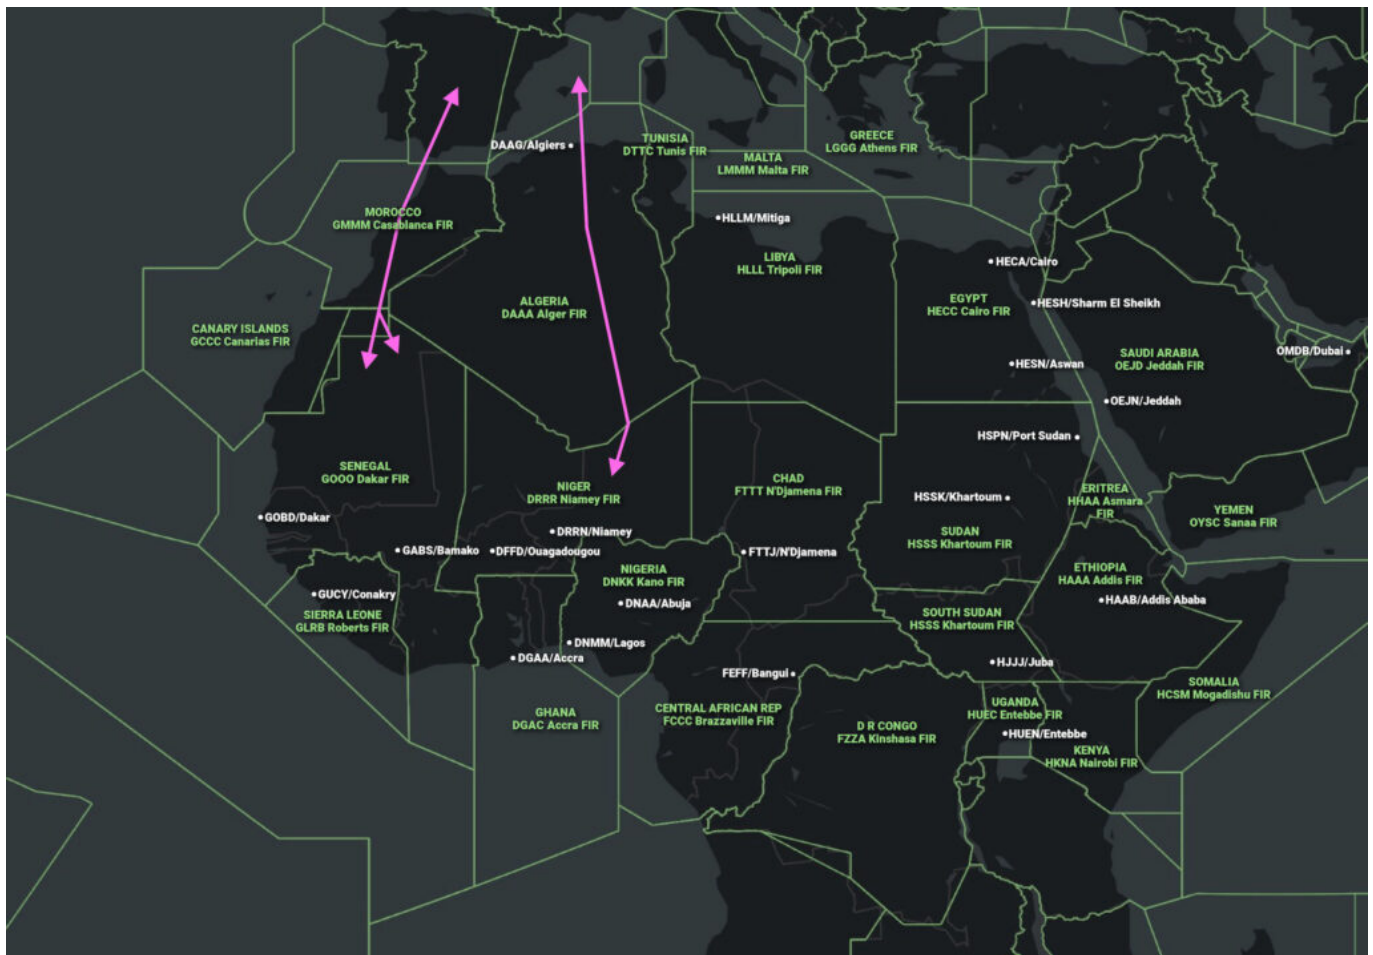 DAAG/Algiers
TUNISIA
DTTC Tunis FIR
MALTA
LMMM Malta FIR
GREECE
LGGG Athens FIR
MOROCCO
GMMM Casablanca FIR
HLLM/Mitiga
LIBYA
HLLL Tripoli FIR
HECA/Cairo
EGYPT
HECC Cairo FIR
HESH/Sharm El Sheikh
ALGERIA
DAAA Alger FIR
CANARY ISLANDS
GCCC Canarias FIR
HESN/Aswan
SAUDI ARABIA
OEJD Jeddah FIR
OMDB/Dubai
OEJN/Jeddah
HSPN/Port Sudan
SENEGAL
GOOO Dakar FIR
NIGER
DRRR Niamey FIR
CHAD
FTTT N'Djamena FIR
HSSK/Khartoum
ERITREA
HHAA Asmara
FIR
YEMEN
OYSC Sanaa FIR
GOBD/Dakar
DRRN/Niamey
SUDAN
HSSS Khartoum FIR
GABS/Bamako
DFFD/Ouagadougou
FTTJ/N'Djamena
NIGERIA
DNKK Kano FIR
ETHIOPIA
HAAA Addis FIR
GUCY/Conakry
DNAA/Abuja
HAAB/Addis Ababa
SIERRA LEONE
GLRB Roberts FIR
SOUTH SUDAN
HSSS Khartoum FIR
DNMM/Lagos
DGAA/Accra
HJJJ/Juba
FEFF/Bangui
SOMALIA
HCSM Mogadishu FIR
CENTRAL AFRICAN REP
FCCC Brazzaville FIR
GHANA
DGAC Accra FIR
D R CONGO
FZZA Kinshasa FIR
UGANDA
HUEC Entebbe FIR
HUEN/Entebbe
KENYA
HKNA Nairobi FIR